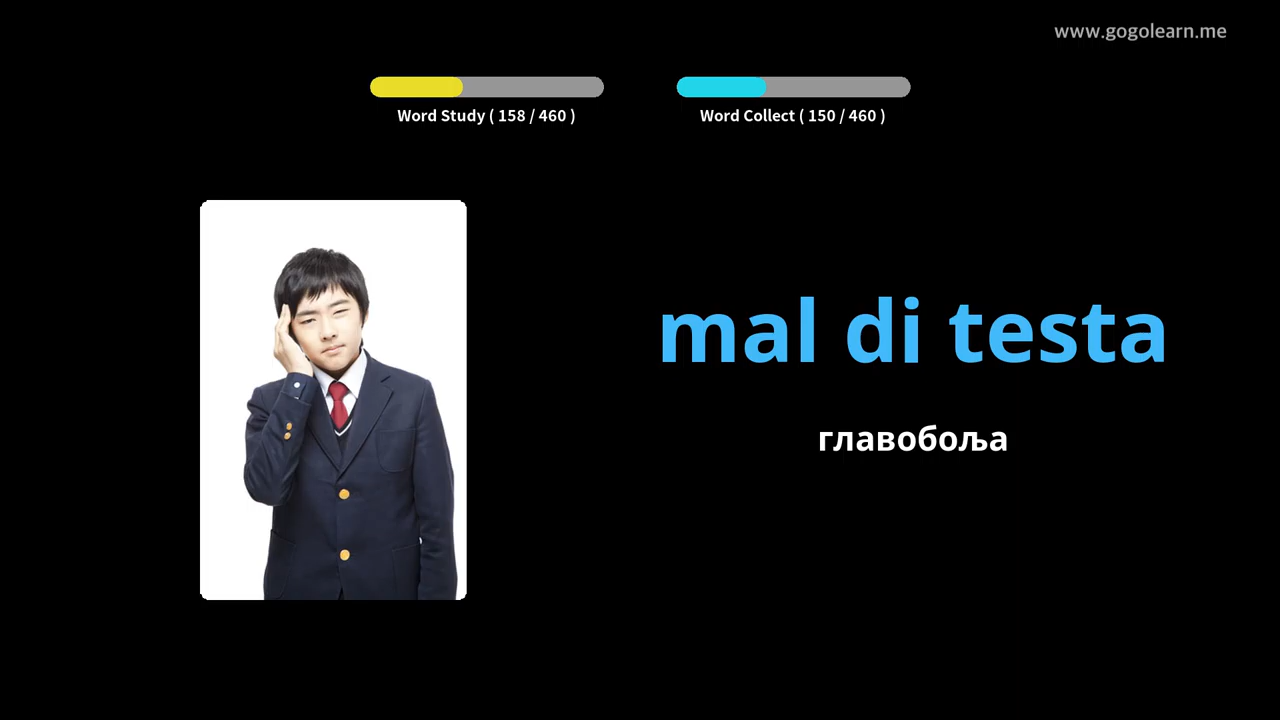 www.gogolearn.me
Word Study ( 158 / 460 )
Word Collect ( 150 / 460 )
mal di testa
главобоља